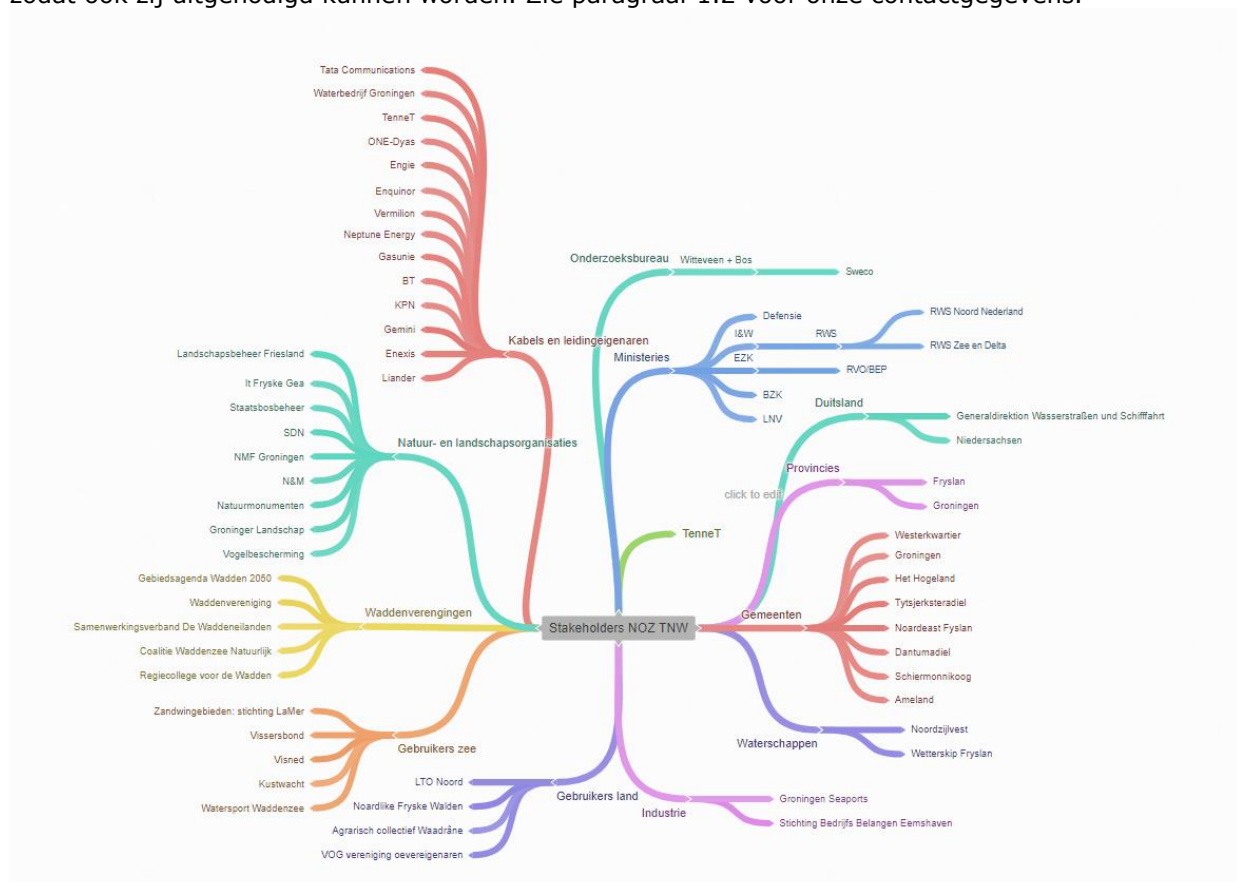 zodat ook zij uitgenodigd kunnen worden. Zie paragraaf 1.2 voor onze contactgegevens.
Tata Communications
Waterbedrijf Groningen
TenneT
ONE-Dyas
Engie
Enquinor
Vermilion
Neptune Energy
Gasunie
BT
KPN
Gemini
Enexis
Liander
Kabels en leidingeigenaren
Landschapsbeheer Friesland
It Fryske Gea
Staatsbosbeheer
SDN
NMF Groningen
N&M
Natuurmonumenten
Groninger Landschap
Vogelbescherming
Natuur- en landschapsorganisaties
Gebiedsagenda Wadden 2050
Waddenvereniging
Samenwerkingsverband De Waddeneilanden
Coalitie Waddenzee Natuurlijk
Regiecollege voor de Wadden
Waddenverengingen
Zandwingebieden: stichting LaMer
Vissersbond
Visned
Kustwacht
Watersport Waddenzee
Gebruikers zee
LTO Noord
Noardlike Fryske Walden
Agrarisch collectief Waadrâne
VOG vereniging oevereigenaren
Gebruikers land
Stakeholders NOZ TNW
Onderzoeksbureau
Witteveen + Bos
Sweco
Ministeries
Defensie
I&W
RWS
RWS Noord Nederland
RWS Zee en Delta
EZK
RVO/BEP
BZK
LNV
Duitsland
Generaldirektion Wasserstraßen und Schifffahrt
Niedersachsen
Provincies
Fryslan
Groningen
click to edit
TenneT
Gemeenten
Westerkwartier
Groningen
Het Hogeland
Tytsjerksteradiel
Noardeast Fyslan
Dantumadiel
Schiermonnikoog
Ameland
Waterschappen
Noordzijlvest
Wetterskip Fryslan
Industrie
Groningen Seaports
Stichting Bedrijfs Belangen Eemshaven